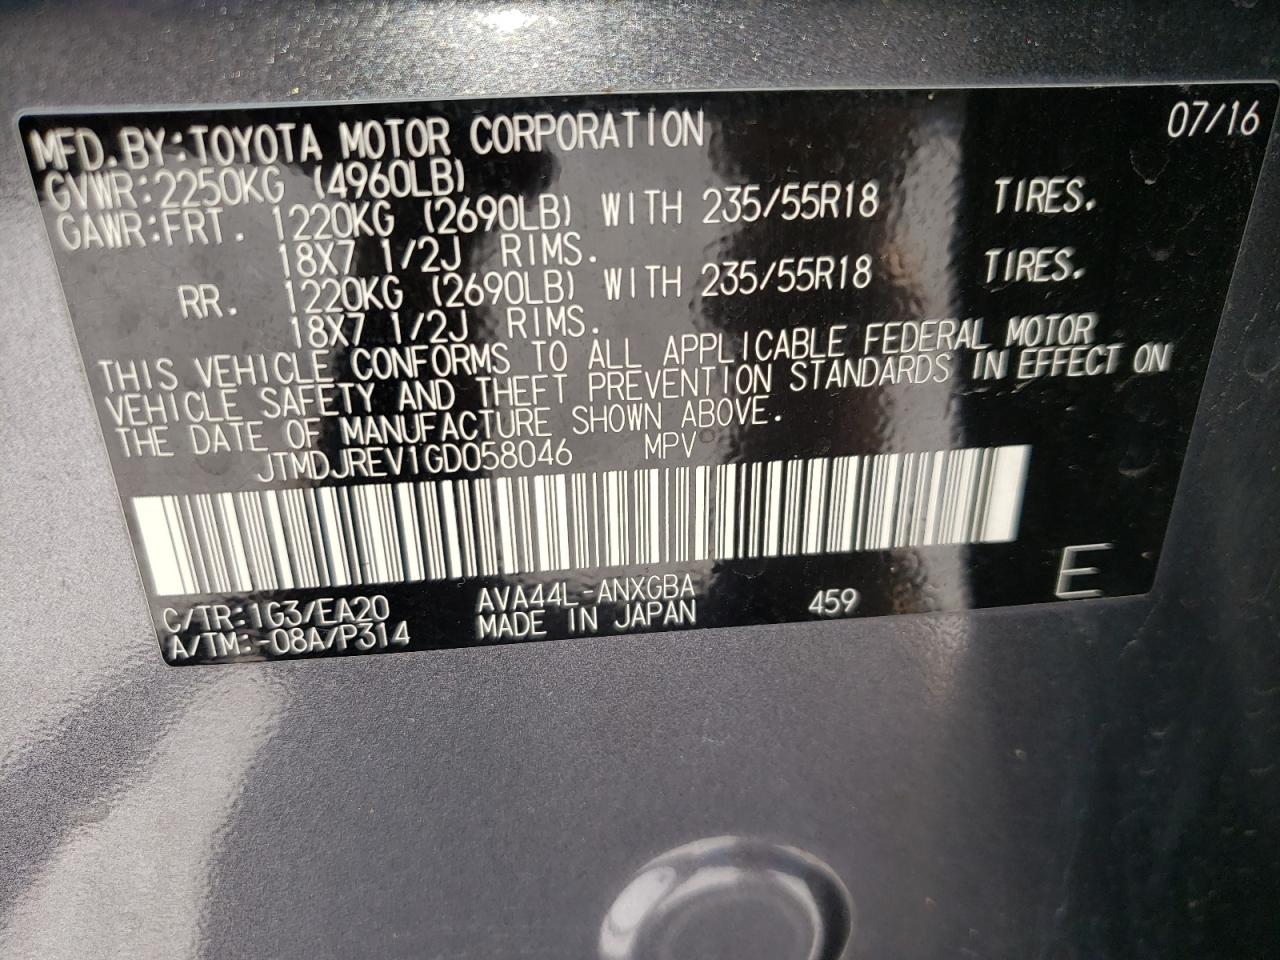 07/16
MFD.BY:TOYOTA MOTOR CORPORATION
GVWR:2250KG (4960LB)
GAWR:FRT. 1220KG (2690LB) WITH 235/55R18 TIRES.
18X7 1/2J RIMS.
RR. 1220KG (2690LB) WITH 235/55R18 TIRES.
18X7 1/2J RIMS.
THIS VEHICLE CONFORMS TO ALL APPLICABLE FEDERAL MOTOR
VEHICLE SAFETY AND THEFT PREVENTION STANDARDS IN EFFECT ON
THE DATE OF MANUFACTURE SHOWN ABOVE.
JTMDJREV1GD058046 MPV
C/TR:1G3/EA20 AVA44L-ANXGBA 459 E
A/TM:-08A/P314 MADE IN JAPAN